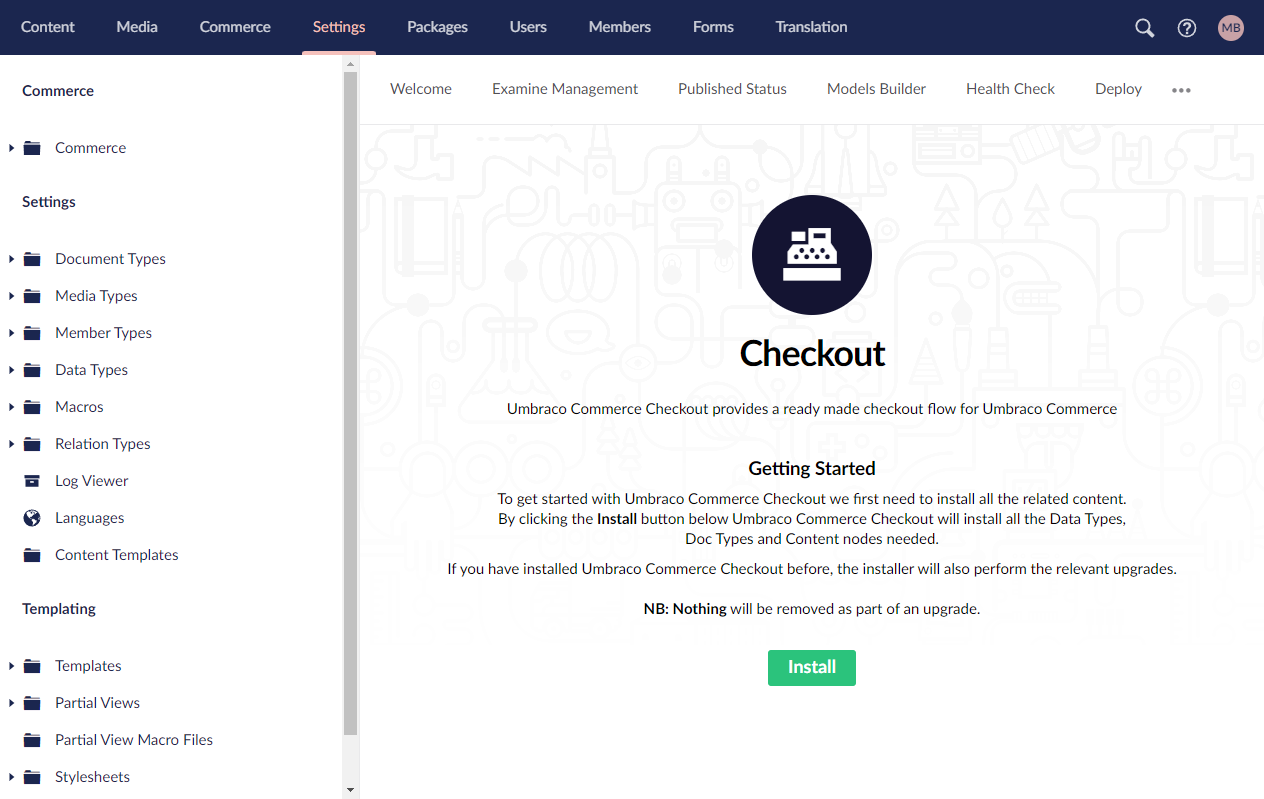 Content Media Commerce Settings Packages Users Members Forms Translation MB
Commerce
Commerce
Settings
Document Types
Media Types
Member Types
Data Types
Macros
Relation Types
Log Viewer
Languages
Content Templates
Templating
Templates
Partial Views
Partial View Macro Files
Stylesheets
Welcome Examine Management Published Status Models Builder Health Check Deploy
Checkout
Umbraco Commerce Checkout provides a ready made checkout flow for Umbraco Commerce
Getting Started
To get started with Umbraco Commerce Checkout we first need to install all the related content.
By clicking the Install button below Umbraco Commerce Checkout will install all the Data Types,
Doc Types and Content nodes needed.
If you have installed Umbraco Commerce Checkout before, the installer will also perform the relevant upgrades.
NB: Nothing will be removed as part of an upgrade.
Install